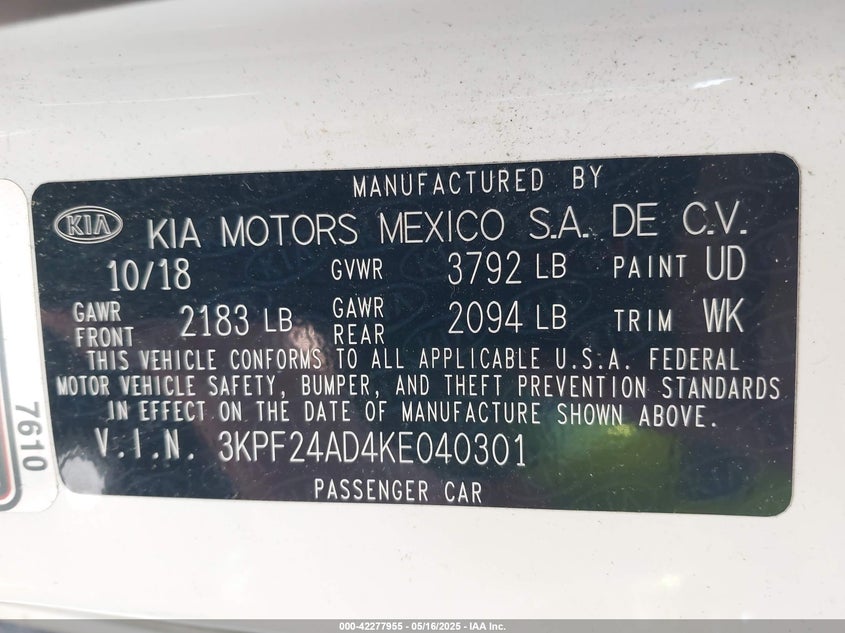 MANUFACTURED BY
KIA KIA MOTORS MEXICO S.A. DE C.V.
10/18 GVWR 3792 LB PAINT UD
GAWR FRONT 2183 LB GAWR REAR 2094 LB TRIM WK
THIS VEHICLE CONFORMS TO ALL APPLICABLE U.S.A. FEDERAL
MOTOR VEHICLE SAFETY, BUMPER, AND THEFT PREVENTION STANDARDS
IN EFFECT ON THE DATE OF MANUFACTURE SHOWN ABOVE.
V.I.N. 3KPF24AD4KE040301
PASSENGER CAR
7610
000-42277955 - 05/16/2025 - IAA Inc.